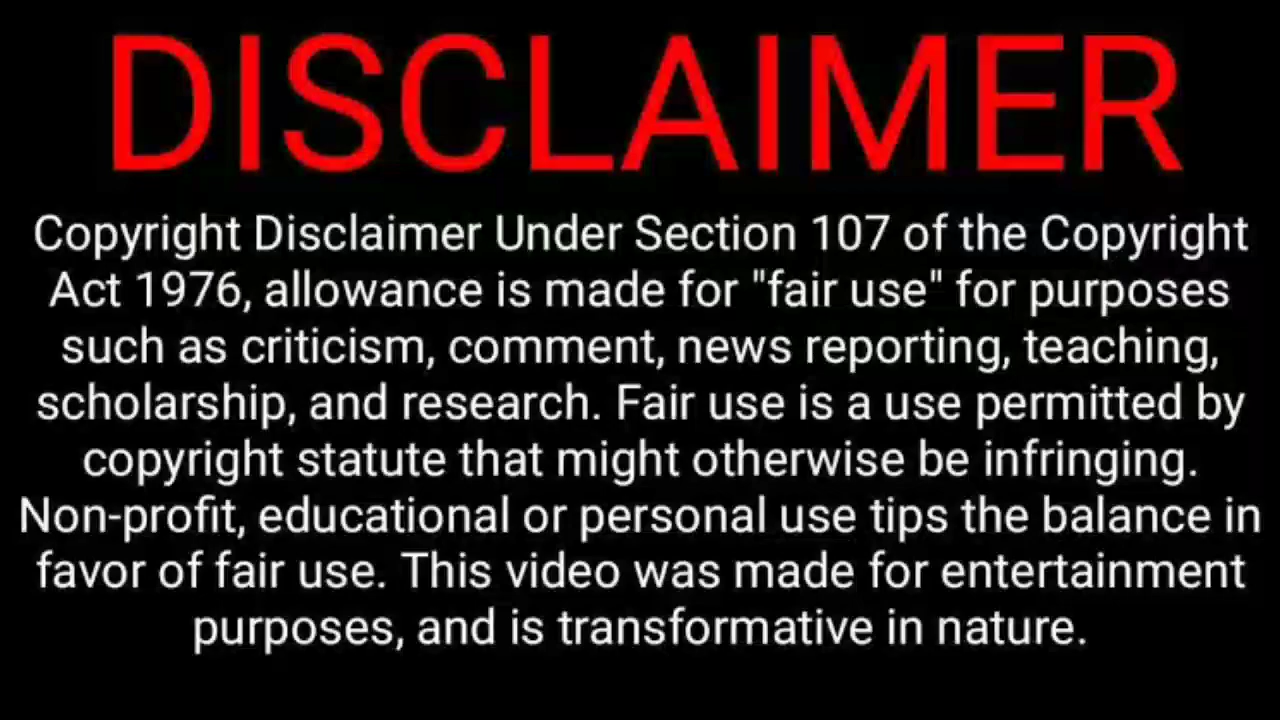 DISCLAIMER
Copyright Disclaimer Under Section 107 of the Copyright
Act 1976, allowance is made for "fair use" for purposes
such as criticism, comment, news reporting, teaching,
scholarship, and research. Fair use is a use permitted by
copyright statute that might otherwise be infringing.
Non-profit, educational or personal use tips the balance in
favor of fair use. This video was made for entertainment
purposes, and is transformative in nature.